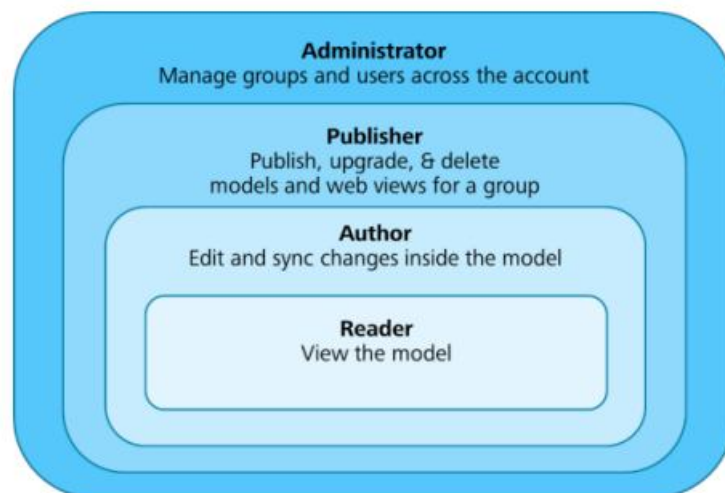 Administrator
Manage groups and users across the account
Publisher
Publish, upgrade, & delete
models and web views for a group
Author
Edit and sync changes inside the model
Reader
View the model